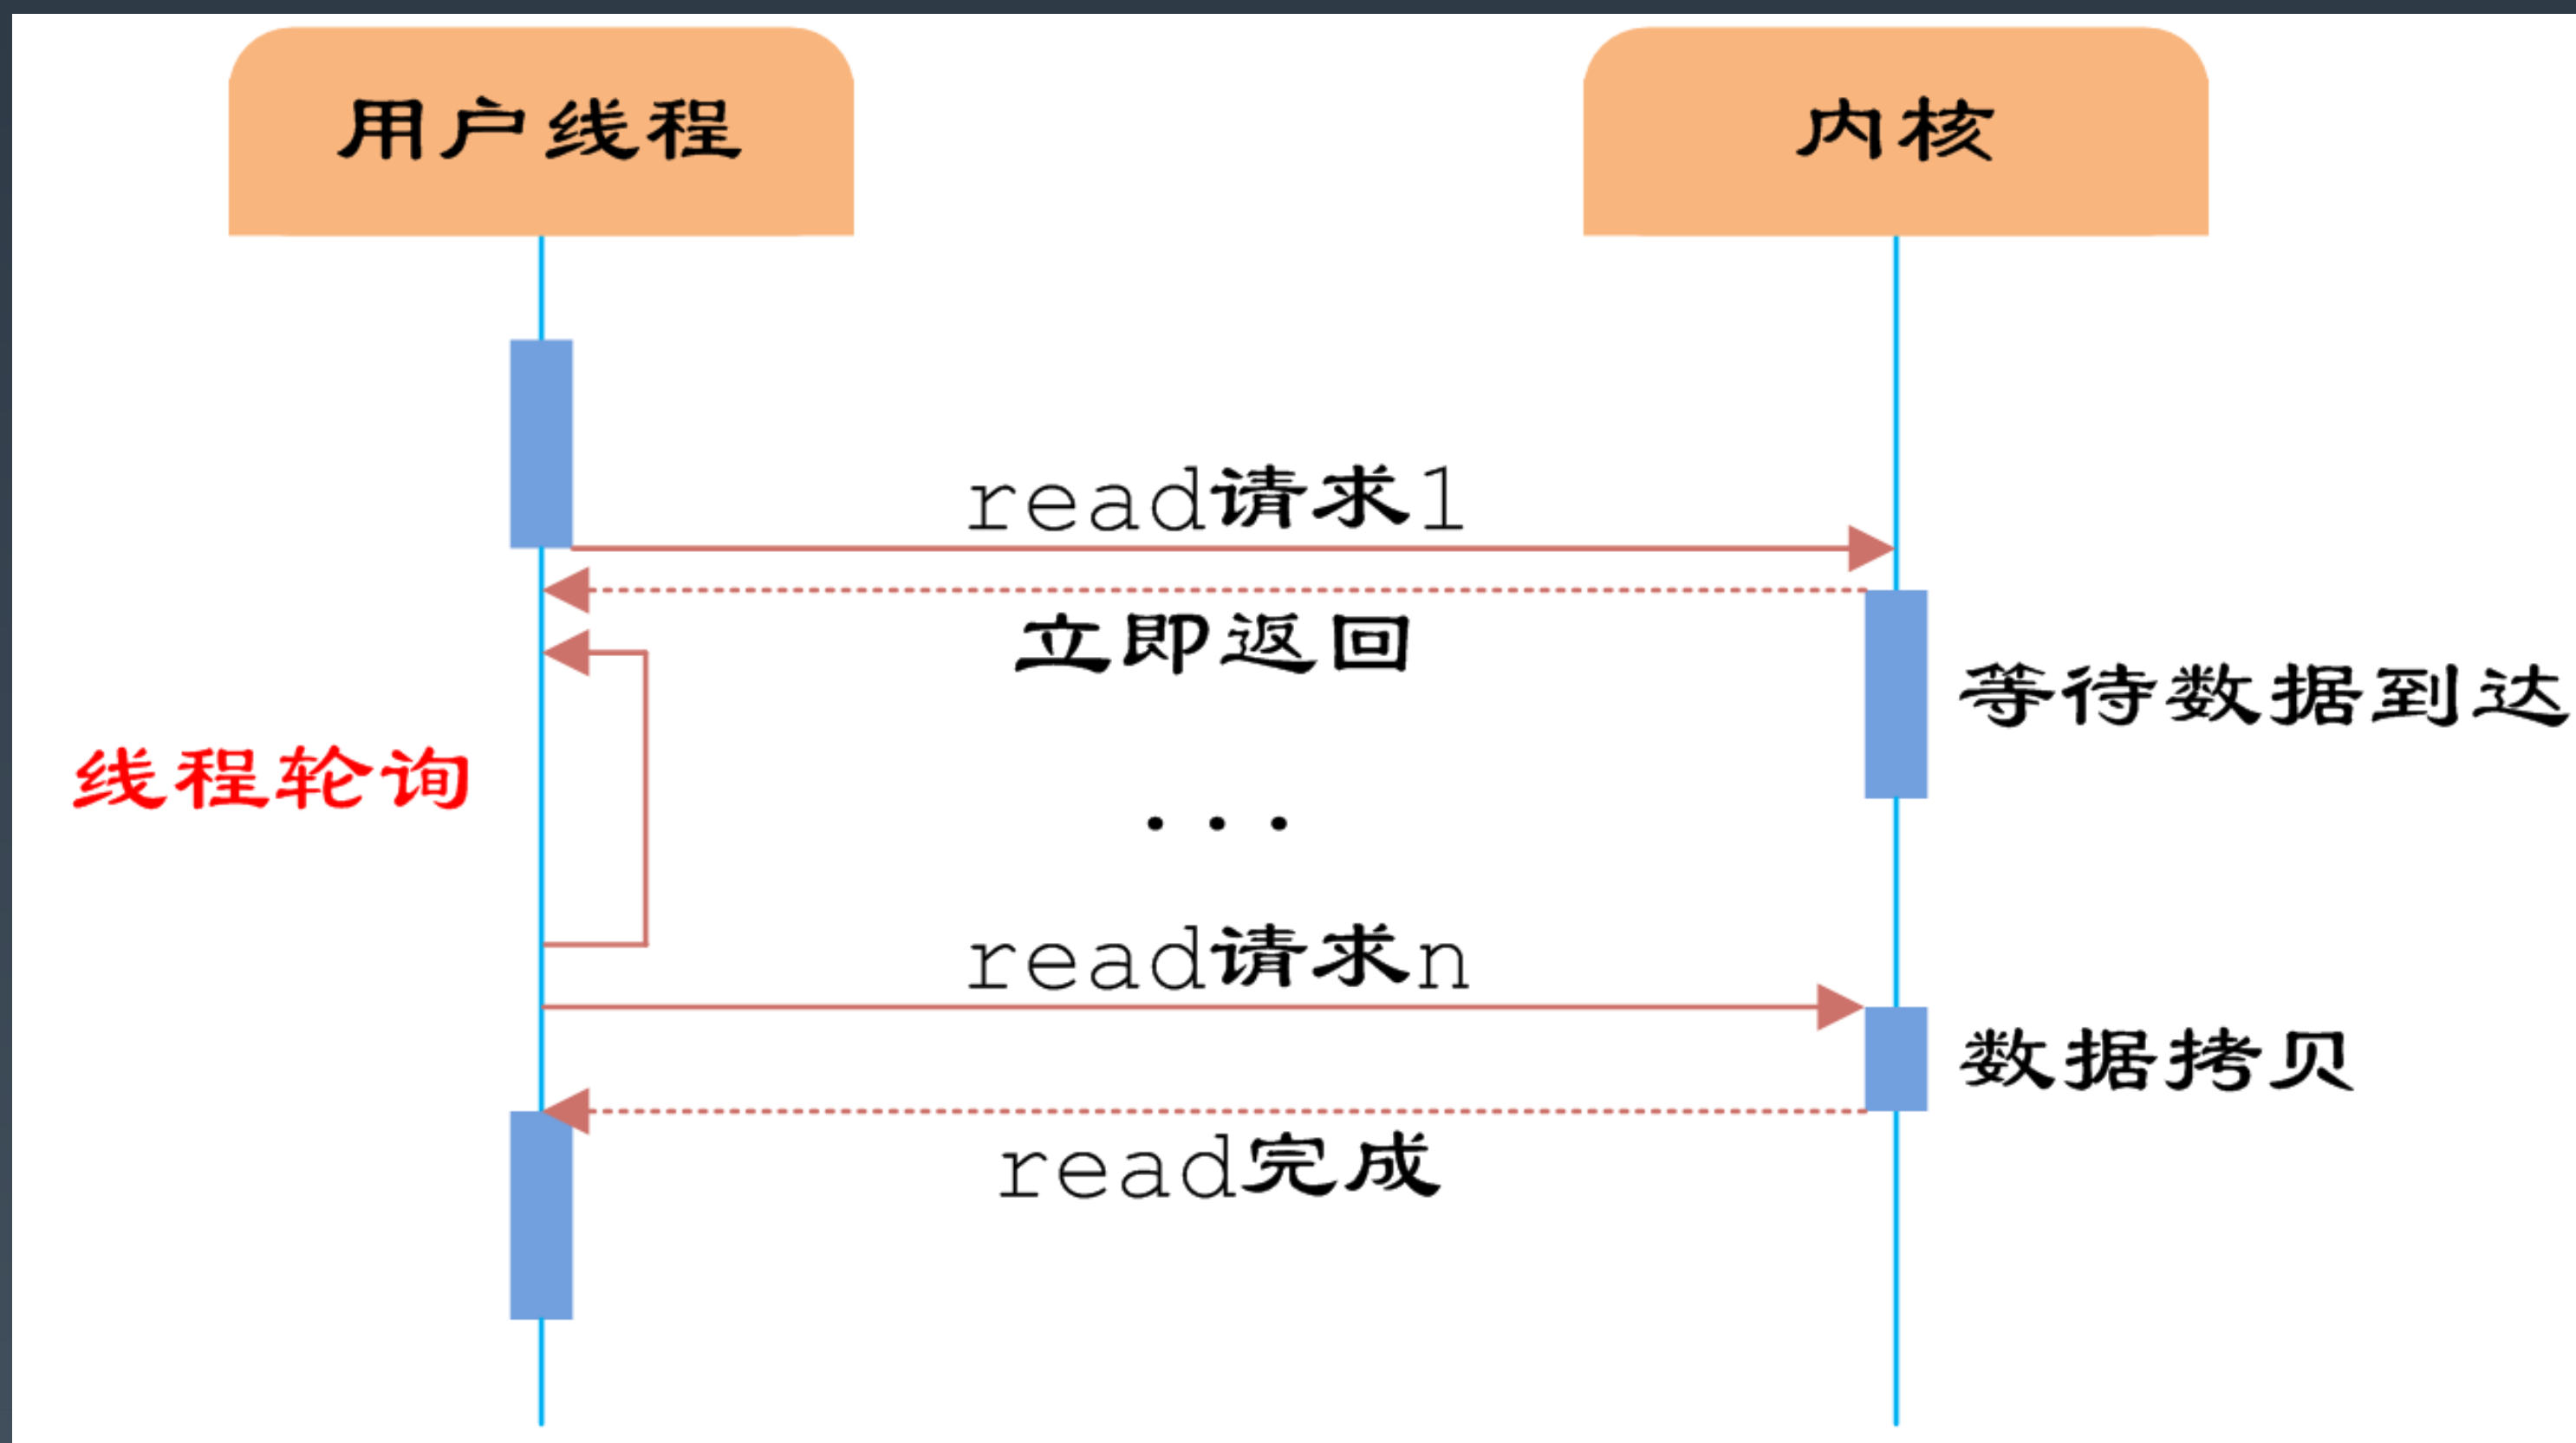 用户线程
内核
read请求1
立即返回
等待数据到达
线程轮询
...
read请求n
数据拷贝
read完成